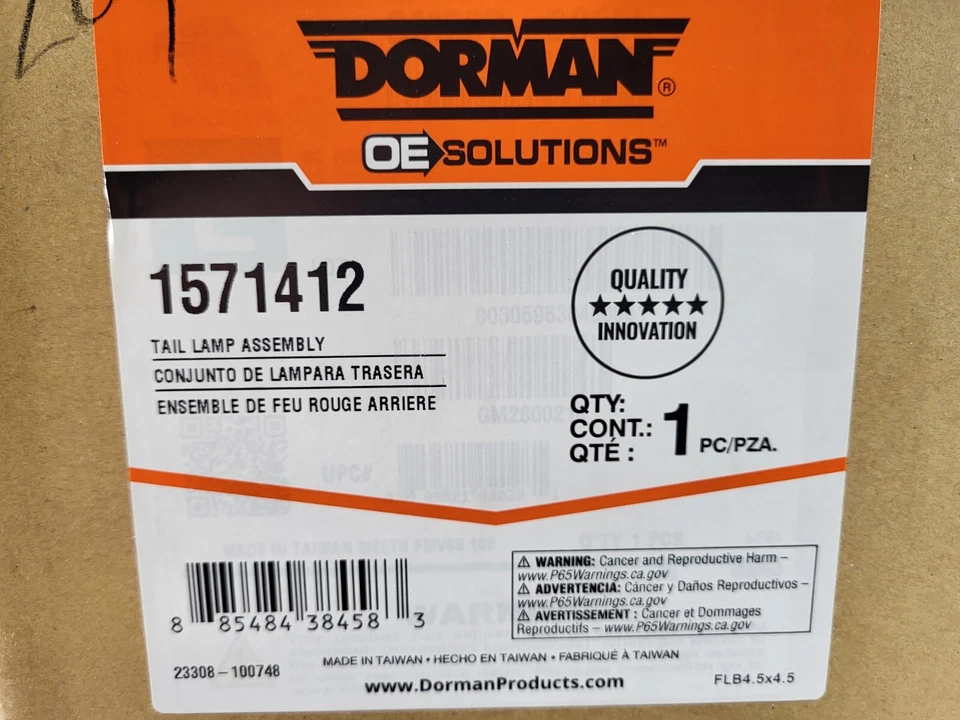 DORMAN®
OE SOLUTIONS™
1571412
TAIL LAMP ASSEMBLY
CONJUNTO DE LAMPARA TRASERA
ENSEMBLE DE FEU ROUGE ARRIERE
QUALITY
★★★★★
INNOVATION
QTY:
CONT.: 1 PC/PZA.
QTÉ :
UPC#
⚠ WARNING: Cancer and Reproductive Harm –
www.P65Warnings.ca.gov
⚠ ADVERTENCIA: Cáncer y Daños Reproductivos –
www.P65Warnings.ca.gov
⚠ AVERTISSEMENT : Cancer et Dommages
Reproductifs – www.P65Warnings.ca.gov
8 85484 38458 3
23308-100748
MADE IN TAIWAN • HECHO EN TAIWAN • FABRIQUÉ À TAIWAN
www.DormanProducts.com
FLB4.5x4.5